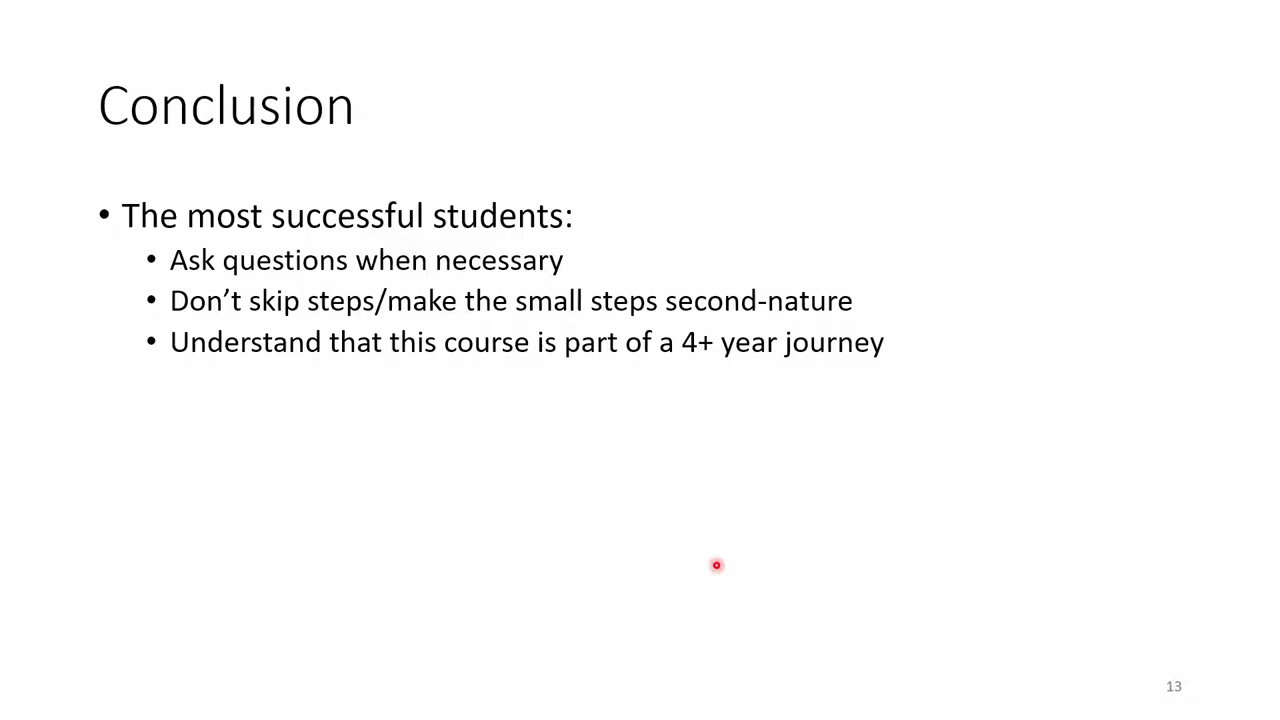 Conclusion
• The most successful students:
• Ask questions when necessary
• Don’t skip steps/make the small steps second-nature
• Understand that this course is part of a 4+ year journey
13